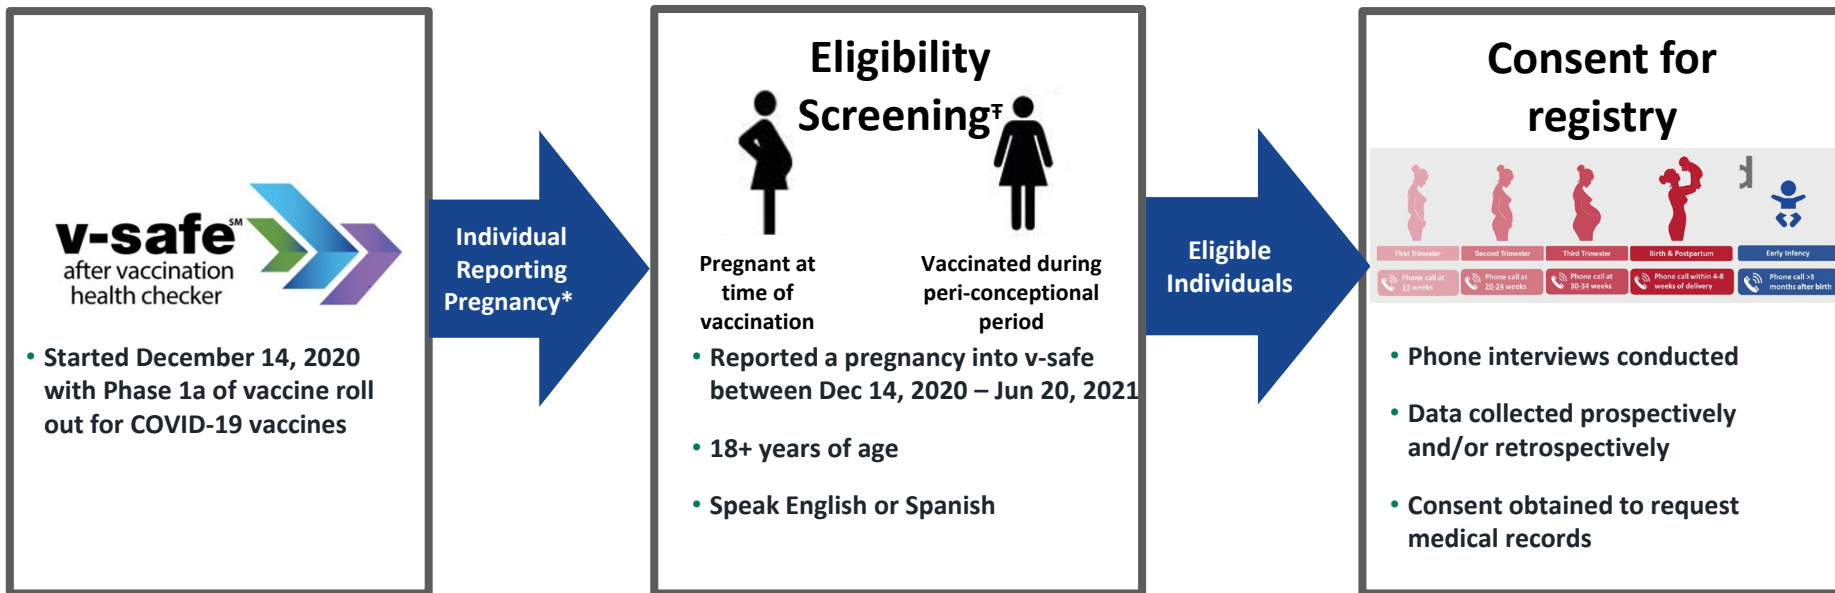 v-safe℠
after vaccination
health checker
• Started December 14, 2020
with Phase 1a of vaccine roll
out for COVID-19 vaccines
Individual
Reporting
Pregnancy*
Eligibility
Screening
Pregnant at
time of
vaccination
Vaccinated during
peri-conceptional
period
• Reported a pregnancy into v-safe
between Dec 14, 2020 – Jun 20, 2021
• 18+ years of age
• Speak English or Spanish
Eligible
Individuals
Consent for
registry
d
First Trimester
Second Trimester
Third Trimester
Birth & Postpartum
Early Infancy
Phone call at
13 weeks
Phone call at
20-24 weeks
Phone call at
30-34 weeks
Phone call within 4-8
weeks of delivery
Phone call >3
months after birth
• Phone interviews conducted
• Data collected prospectively
and/or retrospectively
• Consent obtained to request
medical records